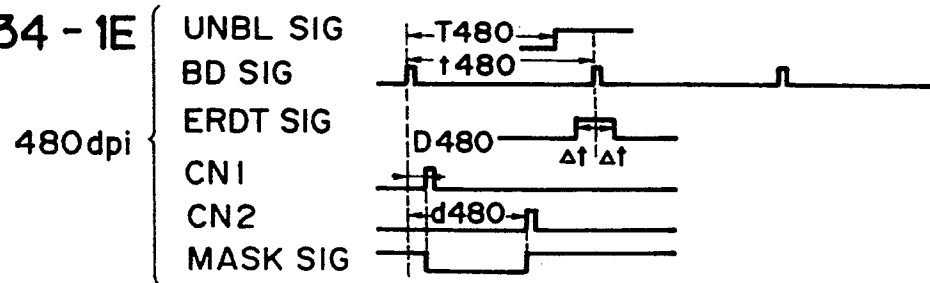 34-1E
UNBL SIG
T480
t480
BD SIG
ERDT SIG
480dpi
D480
Δt Δt
CN1
CN2
d480
MASK SIG